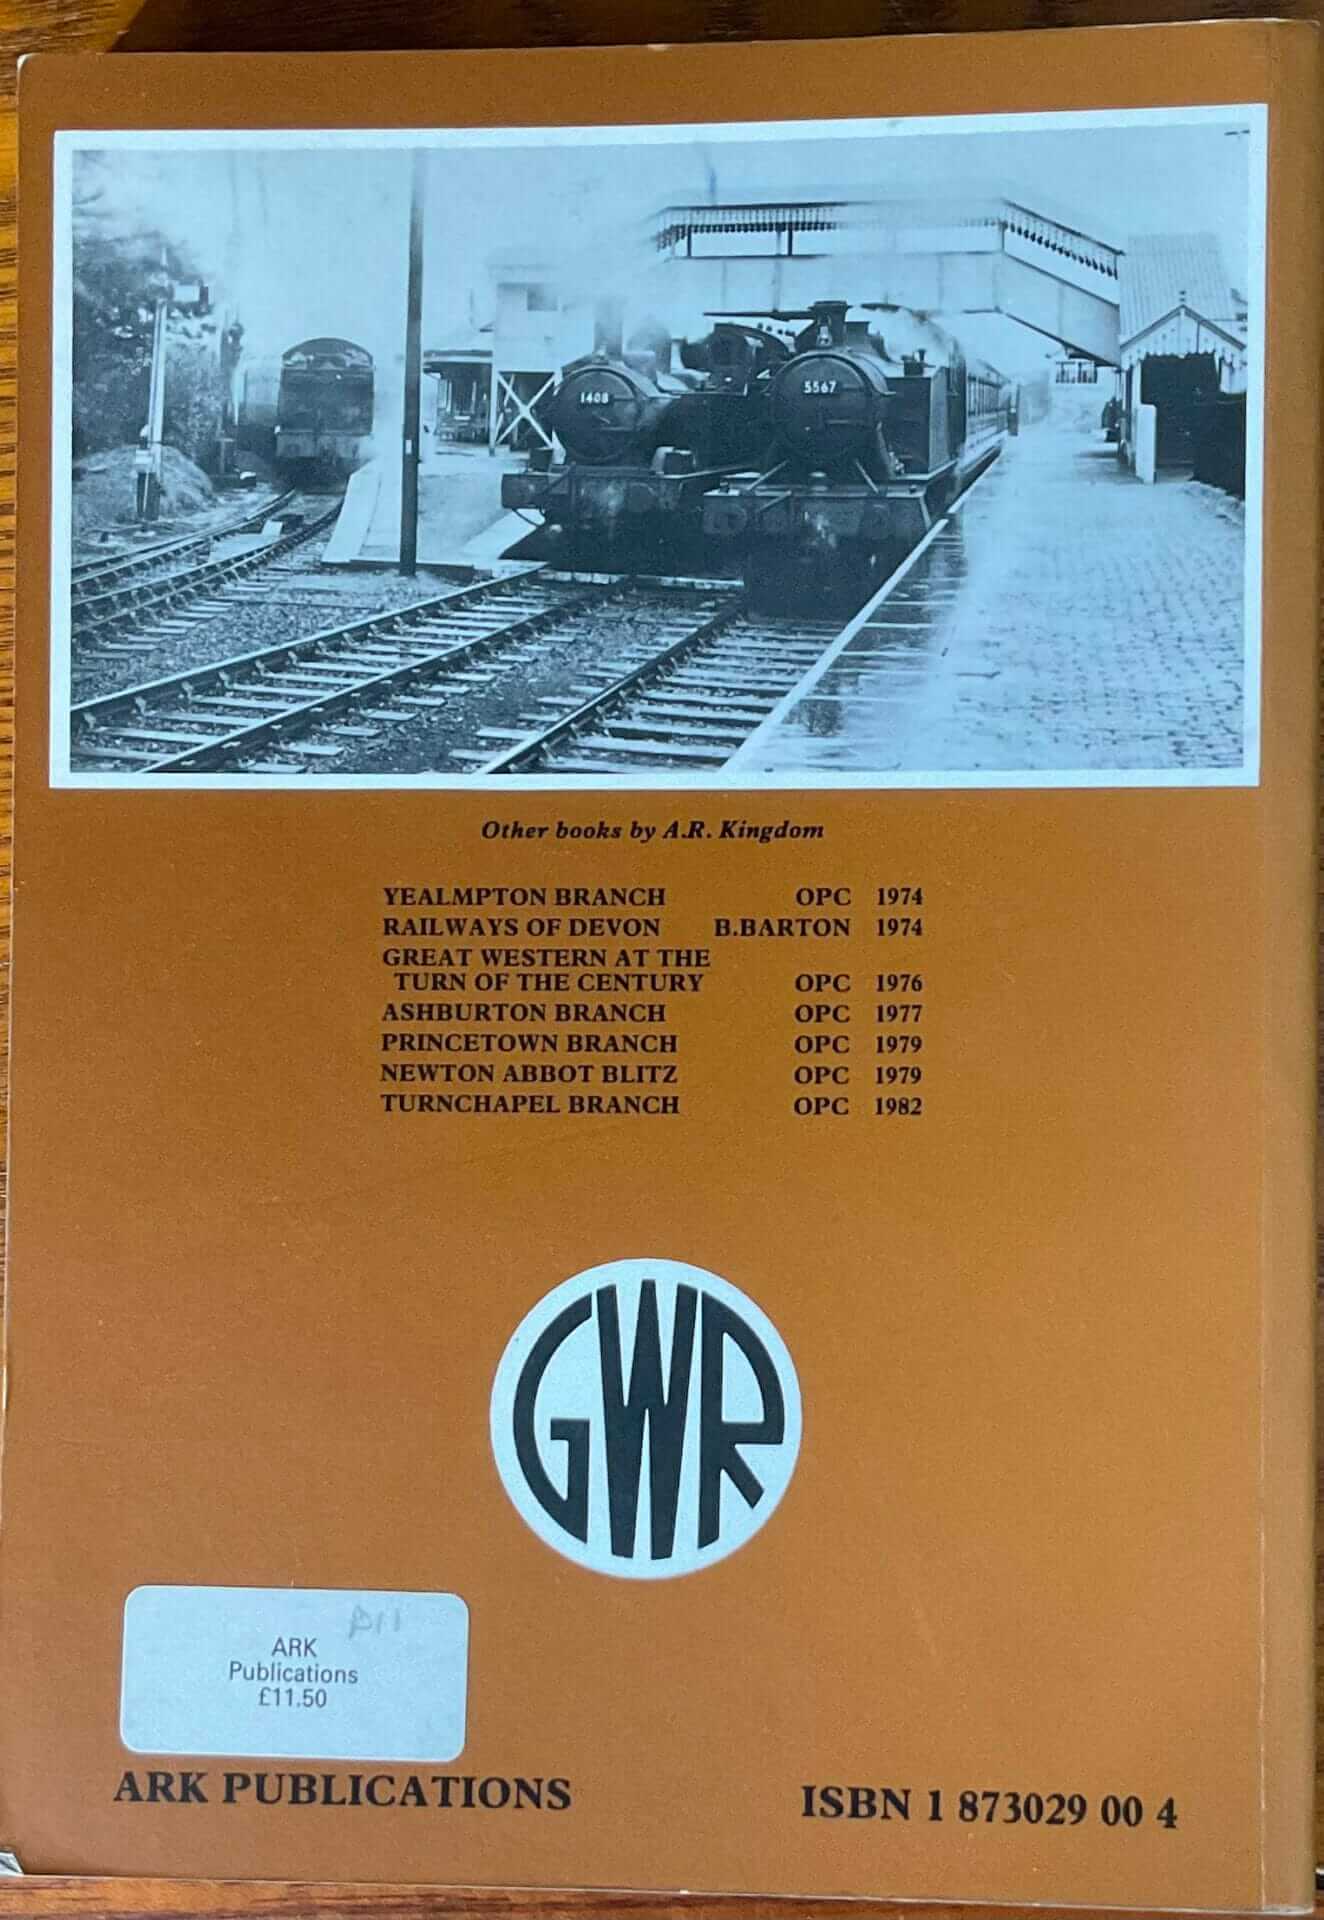 1408
5567
Other books by A.R. Kingdom
YEALMPTON BRANCH OPC 1974
RAILWAYS OF DEVON B.BARTON 1974
GREAT WESTERN AT THE
TURN OF THE CENTURY OPC 1976
ASHBURTON BRANCH OPC 1977
PRINCETOWN BRANCH OPC 1979
NEWTON ABBOT BLITZ OPC 1979
TURNCHAPEL BRANCH OPC 1982
GWR
ARK
Publications
£11.50
ARK PUBLICATIONS ISBN 1 873029 00 4